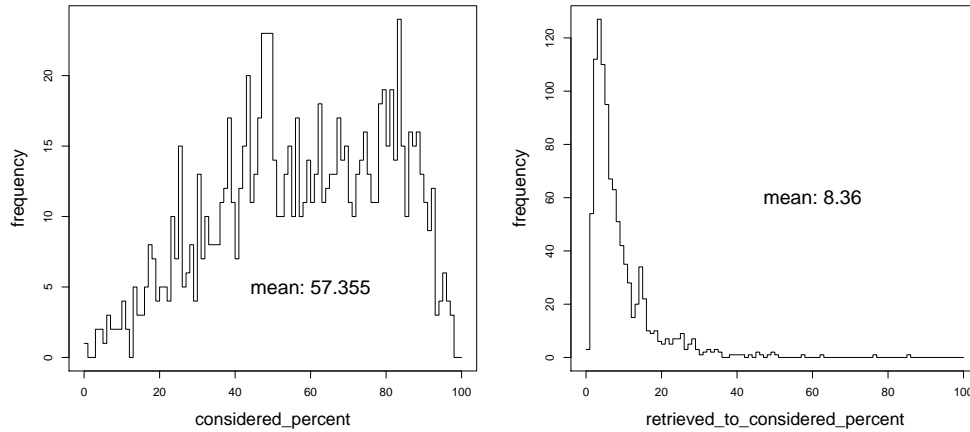 frequency
20
15
10
5
0
mean: 57.355
0 20 40 60 80 100
considered_percent
frequency
120
100
80
60
40
20
0
mean: 8.36
0 20 40 60 80 100
retrieved_to_considered_percent